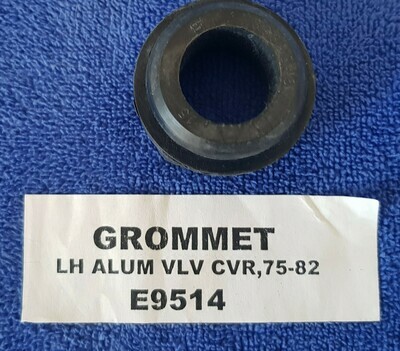 GROMMET
LH ALUM VLV CVR,75-82
E9514